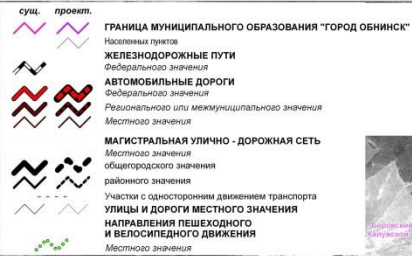 сущ. проект.
ГРАНИЦА МУНИЦИПАЛЬНОГО ОБРАЗОВАНИЯ "ГОРОД ОБНИНСК"
Населенных пунктов
ЖЕЛЕЗНОДОРОЖНЫЕ ПУТИ
Федерального значения
АВТОМОБИЛЬНЫЕ ДОРОГИ
Федерального значения
Регионального или межмуниципального значения
Местного значения
МАГИСТРАЛЬНАЯ УЛИЧНО - ДОРОЖНАЯ СЕТЬ
Местного значения
общегородского значения
районного значения
Участки с односторонним движением транспорта
УЛИЦЫ И ДОРОГИ МЕСТНОГО ЗНАЧЕНИЯ
НАПРАВЛЕНИЯ ПЕШЕХОДНОГО
И ВЕЛОСИПЕДНОГО ДВИЖЕНИЯ
Местного значения
Боровский
Калужской